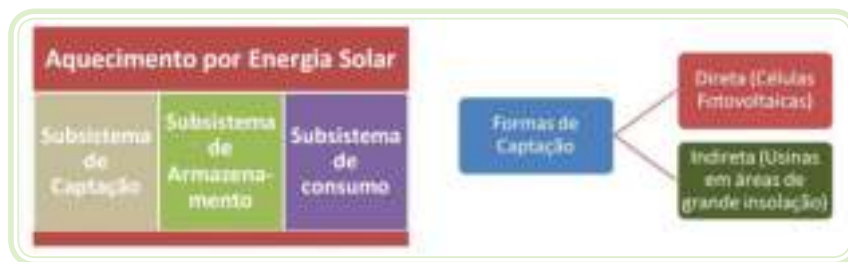 Aquecimento por Energia Solar
Subsistema
de
Captação
Subsistema
de
Armazena-
mento
Subsistema
de
consumo
Formas de
Captação
Direta (Células
Fotovoltaicas)
Indireta (Usinas
em áreas de
grande insolação)